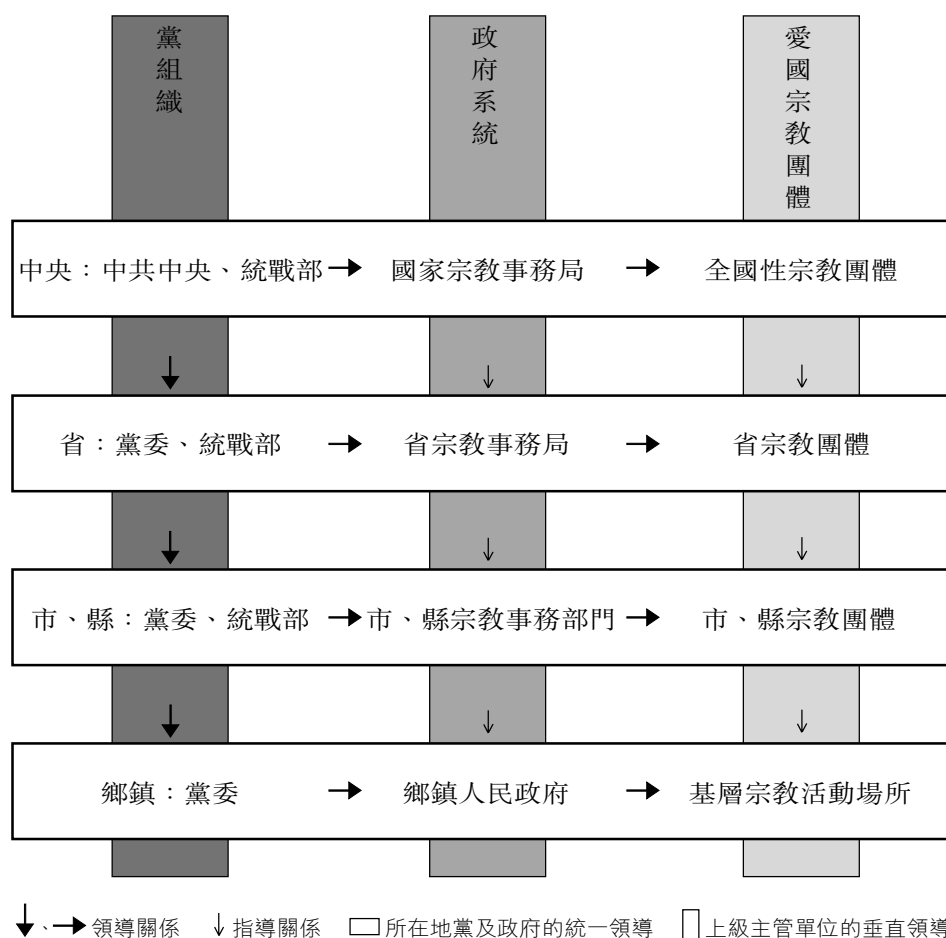 黨組織
政府系統
愛國宗教團體
中央：中共中央、統戰部 → 國家宗教事務局 → 全國性宗教團體
省：黨委、統戰部 → 省宗教事務局 → 省宗教團體
市、縣：黨委、統戰部 → 市、縣宗教事務部門 → 市、縣宗教團體
鄉鎮：黨委 → 鄉鎮人民政府 → 基層宗教活動場所
↓、→ 領導關係 ↓ 指導關係 所在地黨及政府的統一領導 上級主管單位的垂直領導